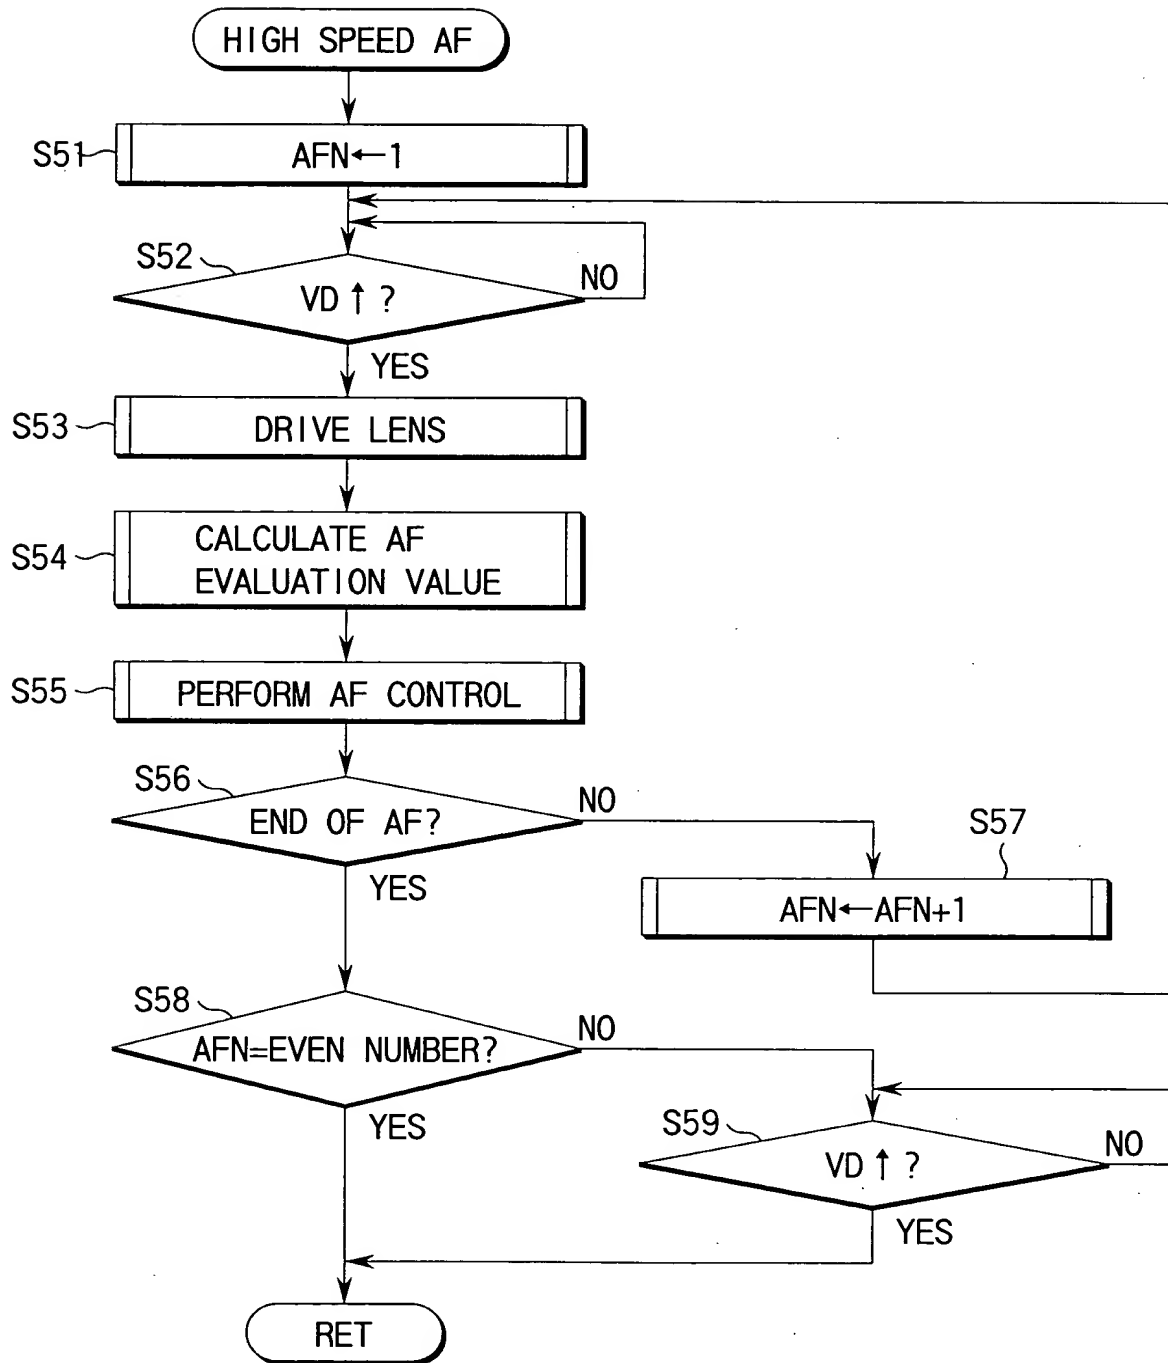 HIGH SPEED AF
S51
AFN←1
S52
VD↑?
NO
YES
S53
DRIVE LENS
S54
CALCULATE AF
EVALUATION VALUE
S55
PERFORM AF CONTROL
S56
END OF AF?
NO
YES
S57
AFN←AFN+1
S58
AFN=EVEN NUMBER?
NO
YES
S59
VD↑?
NO
YES
RET